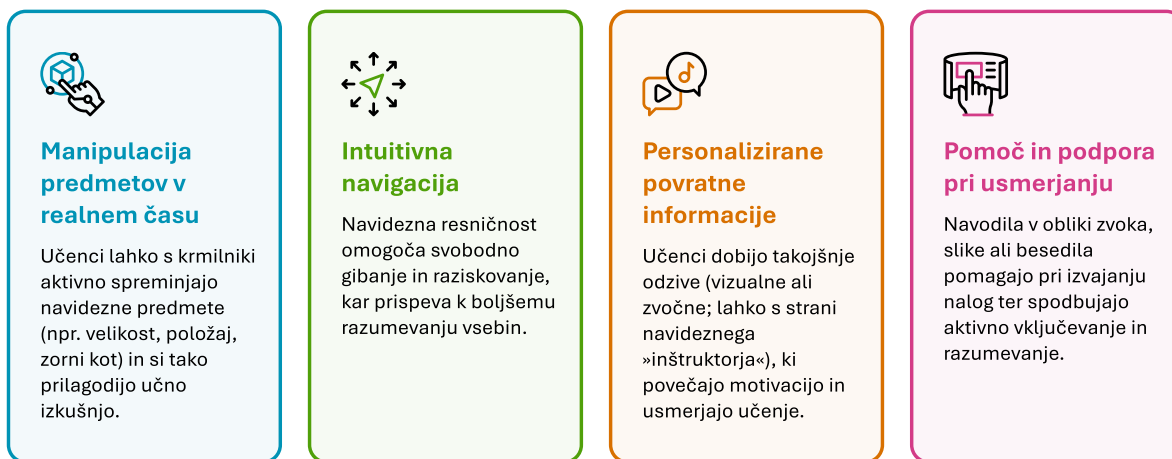 Manipulacija
predmetov v
realnem času
Učenci lahko s krmilniki
aktivno spreminjajo
navidezne predmete
(npr. velikost, položaj,
zorni kot) in si tako
prilagodijo učno
izkušnjo.
Intuitivna
navigacija
Navidezna resničnost
omogoča svobodno
gibanje in raziskovanje,
kar prispeva k boljšemu
razumevanju vsebin.
Personalizirane
povratne
informacije
Učenci dobijo takojšnje
odzive (vizualne ali
zvočne; lahko s strani
navideznega
»inštruktorja«), ki
povečajo motivacijo in
usmerjajo učenje.
Pomoč in podpora
pri usmerjanju
Navodila v obliki zvoka,
slike ali besedila
pomagajo pri izvajanju
nalog ter spodbujajo
aktivno vključevanje in
razumevanje.